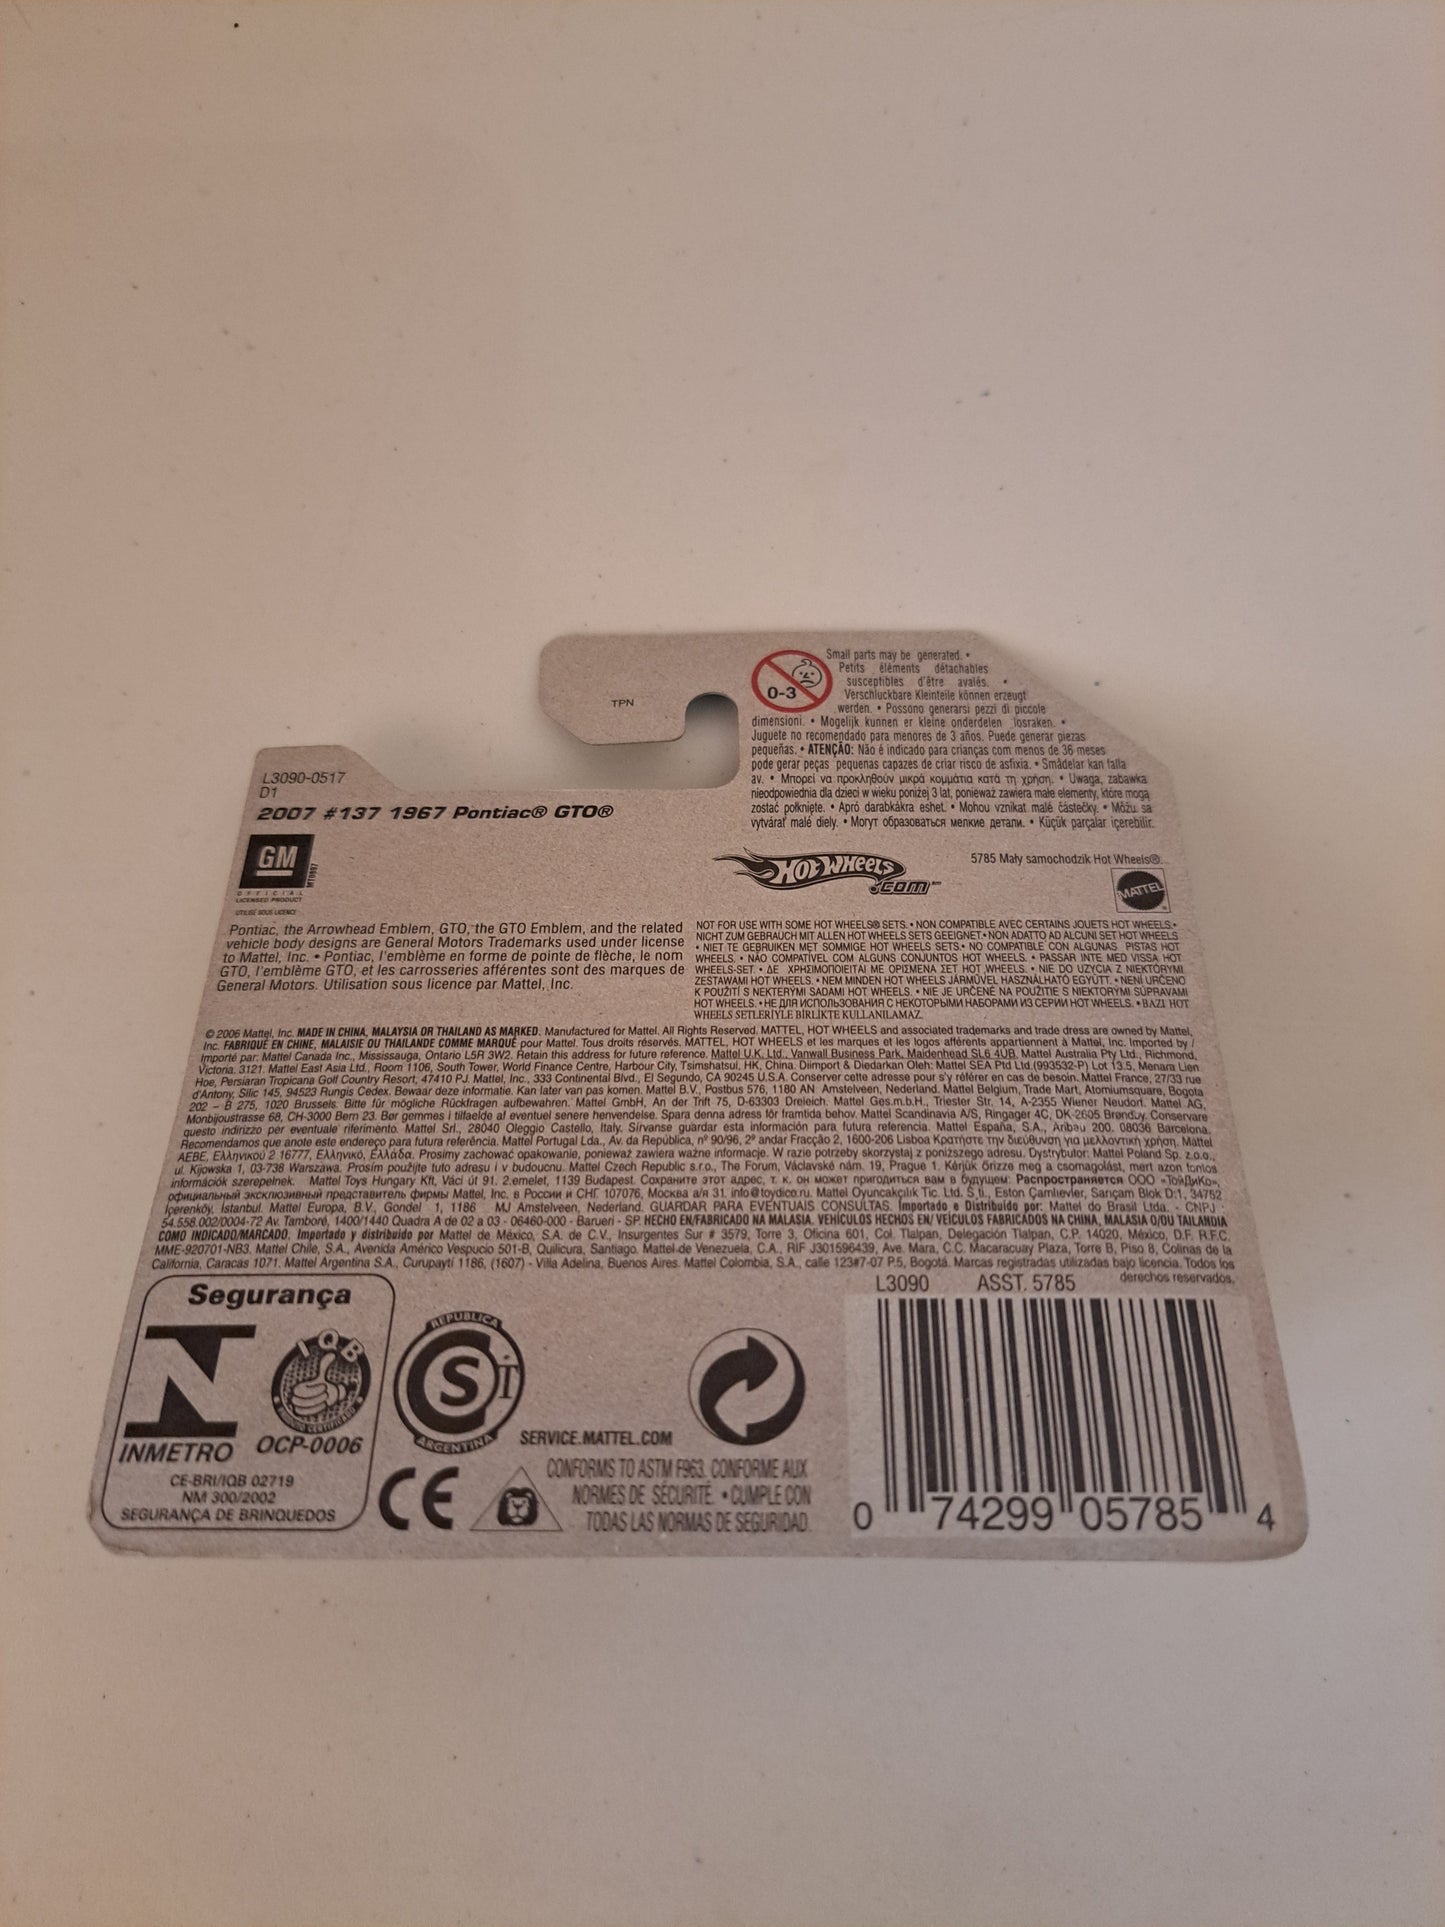 TPN
0-3
Small parts may be generated. •
Petits éléments détachables
susceptibles d'être avalés. •
Verschluckbare Kleinteile können erzeugt
werden. • Possono generarsi pezzi di piccole
dimensioni. • Mogelijk kunnen er kleine onderdelen losraken. •
Juguete no recomendado para menores de 3 años. Puede generar piezas
pequeñas. • ATENÇÃO: Não é indicado para crianças com menos de 36 meses
pode gerar peças pequenas capazes de criar risco de asfixia. • Smådelar kan falla
av. • Μπορεί να προκληθούν μικρά κομμάτια κατά τη χρήση. • Uwaga, zabawka
nieodpowiednia dla dzieci w wieku poniżej 3 lat, ponieważ zawiera małe elementy, które mogą
zostać połknięte. • Apró darabkákra eshet. • Mohou vznikat malé částečky. • Môžu sa
vytvárať malé diely. • Могут образоваться мелкие детали. • Küçük parçalar içerebilir.
L3090-0517
D1
2007 #137 1967 Pontiac® GTO®
GM
OFFICIAL
LICENSED PRODUCT
UTILISÉ SOUS LICENCE
HOT WHEELS .COM™
5785 Mały samochodzik Hot Wheels®.
MATTEL
Pontiac, the Arrowhead Emblem, GTO, the GTO Emblem, and the related
vehicle body designs are General Motors Trademarks used under license
to Mattel, Inc. • Pontiac, l'emblème en forme de pointe de flèche, le nom
GTO, l'emblème GTO, et les carrosseries afférentes sont des marques de
General Motors. Utilisation sous licence par Mattel, Inc.
NOT FOR USE WITH SOME HOT WHEELS® SETS. • NON COMPATIBLE AVEC CERTAINS JOUETS HOT WHEELS.•
NICHT ZUM GEBRAUCH MIT ALLEN HOT WHEELS SETS GEEIGNET.• NON ADATTO AD ALCUNI SET HOT WHEELS
• NIET TE GEBRUIKEN MET SOMMIGE HOT WHEELS SETS.• NO COMPATIBLE CON ALGUNAS PISTAS HOT
WHEELS. • NÃO COMPATÍVEL COM ALGUNS CONJUNTOS HOT WHEELS. • PASSAR INTE MED VISSA HOT
WHEELS-SET. • ΔΕ ΧΡΗΣΙΜΟΠΟΙΕΙΤΑΙ ΜΕ ΟΡΙΣΜΕΝΑ ΣΕΤ HOT WHEELS. • NIE DO UŻYCIA Z NIEKTÓRYMI
ZESTAWAMI HOT WHEELS. • NEM MINDEN HOT WHEELS JÁRMŰVEL HASZNÁLHATÓ EGYÜTT. • NENÍ URČENO
K POUŽITÍ S NĚKTERÝMI SADAMI HOT WHEELS. • NIE JE URČENÉ NA POUŽITIE S NIEKTORÝMI SÚPRAVAMI
HOT WHEELS. • НЕ ДЛЯ ИСПОЛЬЗОВАНИЯ С НЕКОТОРЫМИ НАБОРАМИ ИЗ СЕРИИ HOT WHEELS. • BAZI HOT
WHEELS SETLERİYLE BİRLİKTE KULLANILAMAZ.
© 2006 Mattel, Inc. MADE IN CHINA, MALAYSIA OR THAILAND AS MARKED. Manufactured for Mattel. All Rights Reserved. MATTEL, HOT WHEELS and associated trademarks and trade dress are owned by Mattel,
Inc. FABRIQUÉ EN CHINE, MALAISIE OU THAILANDE COMME MARQUÉ pour Mattel. Tous droits réservés. MATTEL, HOT WHEELS et les marques et les logos afférents appartiennent à Mattel, Inc. Imported by /
Importé par: Mattel Canada Inc., Mississauga, Ontario L5R 3W2. Retain this address for future reference. Mattel U.K. Ltd., Vanwall Business Park, Maidenhead SL6 4UB. Mattel Australia Pty Ltd., Richmond,
Victoria. 3121. Mattel East Asia Ltd., Room 1106, South Tower, World Finance Centre, Harbour City, Tsimshatsui, HK, China. Diimport & Diedarkan Oleh: Mattel SEA Ptd Ltd.(993532-P) Lot 13.5, Menara Lien
Hoe, Persiaran Tropicana Golf Country Resort, 47410 PJ. Mattel, Inc., 333 Continental Blvd., El Segundo, CA 90245 U.S.A. Conserver cette adresse pour s'y référer en cas de besoin. Mattel France, 27/33 rue
d'Antony, Silic 145, 94523 Rungis Cedex. Bewaar deze informatie. Kan later van pas komen. Mattel B.V., Postbus 576, 1180 AN Amstelveen, Nederland. Mattel Belgium, Trade Mart, Atomiumsquare, Bogota
202 – B 275, 1020 Brussels. Bitte für mögliche Rückfragen aufbewahren. Mattel GmbH, An der Trift 75, D-63303 Dreieich. Mattel Ges.m.b.H., Triester Str. 14, A-2355 Wiener Neudorf. Mattel AG,
Monbijoustrasse 68, CH-3000 Bern 23. Bør gemmes i tilfælde af eventuel senere henvendelse. Spara denna adress för framtida behov. Mattel Scandinavia A/S, Ringager 4C, DK-2605 Brøndby. Conservare
questo indirizzo per eventuale riferimento. Mattel Srl., 28040 Oleggio Castello, Italy. Sírvanse guardar esta información para futura referencia. Mattel España, S.A., Aribau 200. 08036 Barcelona.
Recomendamos que anote este endereço para futura referência. Mattel Portugal Lda., Av. da República, nº 90/96, 2º andar Fracção 2, 1600-206 Lisboa Κρατήστε την διεύθυνση για μελλοντική χρήση. Mattel
AEBE, Ελληνικού 2 16777, Ελληνικό, Ελλάδα. Prosimy zachować opakowanie, ponieważ zawiera ważne informacje. W razie potrzeby skorzystaj z poniższego adresu. Dystrybutor: Mattel Poland Sp. z.o.o.,
ul. Kijowska 1, 03-738 Warszawa. Prosím použijte tuto adresu i v budoucnu. Mattel Czech Republic s.r.o., The Forum, Václavské nám. 19, Prague 1. Kérjük őrizze meg a csomagolást, mert azon fontos
információk szerepelnek. Mattel Toys Hungary Kft, Váci út 91. 2.emelet, 1139 Budapest. Сохраните этот адрес, т. к. он может пригодиться вам в будущем: Распространяется ООО «ТойДиКо»,
официальный эксклюзивный представитель фирмы Mattel, Inc. в России и СНГ. 107076, Москва а/я 31. info@toydico.ru. Mattel Oyuncakçılık Tic. Ltd. Ş.ti., Eston Çamlıevler, Sarıçam Blok D:1, 34752
İçerenköy, İstanbul. Mattel Europa, B.V., Gondel 1, 1186 MJ Amstelveen, Nederland. GUARDAR PARA EVENTUAIS CONSULTAS. Importado e Distribuido por: Mattel do Brasil Ltda. - CNPJ :
54.558.002/0004-72 Av. Tamboré, 1400/1440 Quadra A de 02 a 03 - 06460-000 - Barueri - SP. HECHO EN/FABRICADO NA MALASIA. VEHÍCULOS HECHOS EN/ VEÍCULOS FABRICADOS NA CHINA, MALASIA O/OU TAILANDIA
COMO INDICADO/MARCADO. Importado y distribuido por Mattel de México, S.A. de C.V., Insurgentes Sur # 3579, Torre 3, Oficina 601, Col. Tlalpan, Delegación Tlalpan, C.P. 14020, México, D.F. R.F.C.
MME-920701-NB3. Mattel Chile, S.A., Avenida Américo Vespucio 501-B, Quilicura, Santiago. Mattel de Venezuela, C.A., RIF J301596439, Ave. Mara, C.C. Macaracuay Plaza, Torre B, Piso 8, Colinas de la
California, Caracas 1071. Mattel Argentina S.A., Curupaytí 1186, (1607) - Villa Adelina, Buenos Aires. Mattel Colombia, S.A., calle 123#7-07 P.5, Bogotá. Marcas registradas utilizadas bajo licencia. Todos los
derechos reservados.
L3090 ASST. 5785
Segurança
INMETRO
IQB
OCP-0006
CE-BRI/IQB 02719
NM 300/2002
SEGURANÇA DE BRINQUEDOS
REPUBLICA
S
ARGENTINA
CE
SERVICE.MATTEL.COM
CONFORMS TO ASTM F963. CONFORME AUX
NORMES DE SÉCURITÉ. • CUMPLE CON
TODAS LAS NORMAS DE SEGURIDAD.
0 74299 05785 4